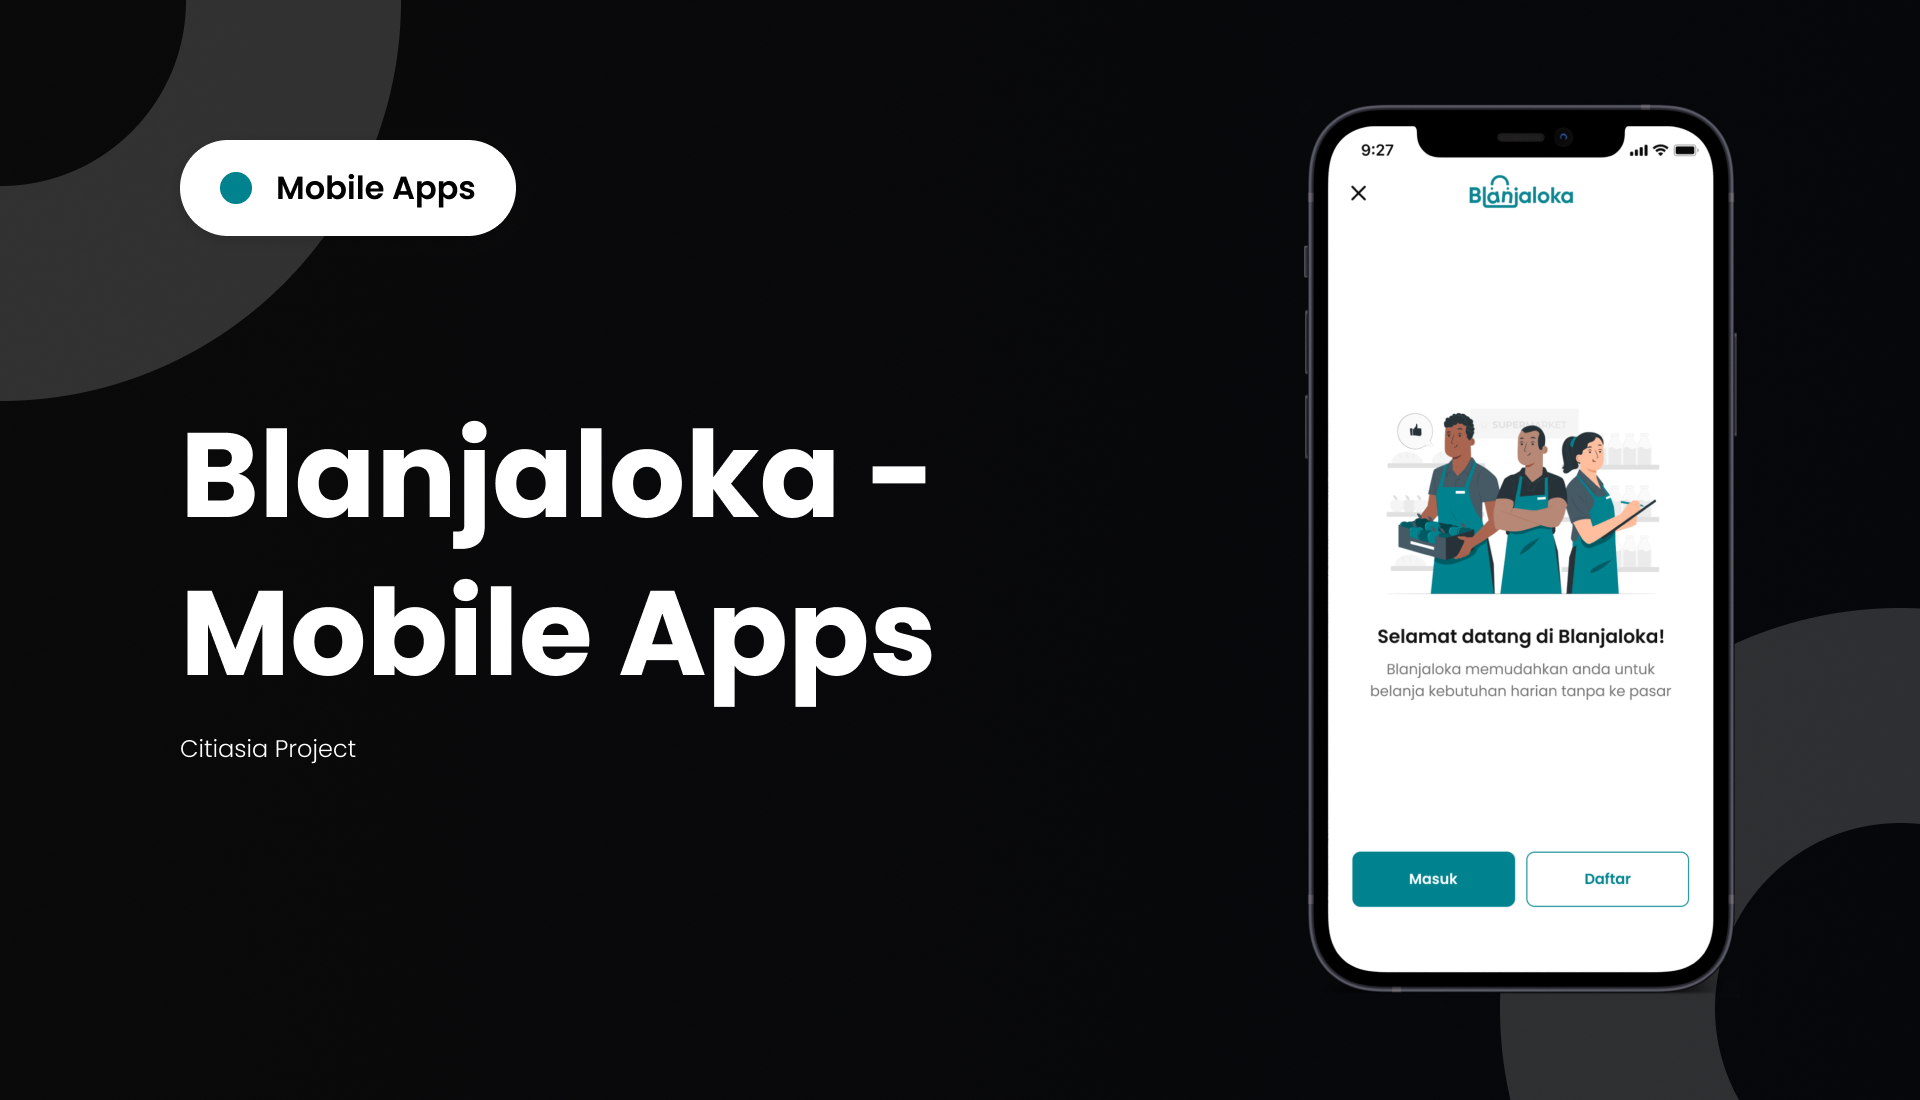 Mobile Apps
Blanjaloka -
Mobile Apps
Citiasia Project
9:27
Blanjaloka
SUPERMARKET
Selamat datang di Blanjaloka!
Blanjaloka memudahkan anda untuk
belanja kebutuhan harian tanpa ke pasar
Masuk
Daftar